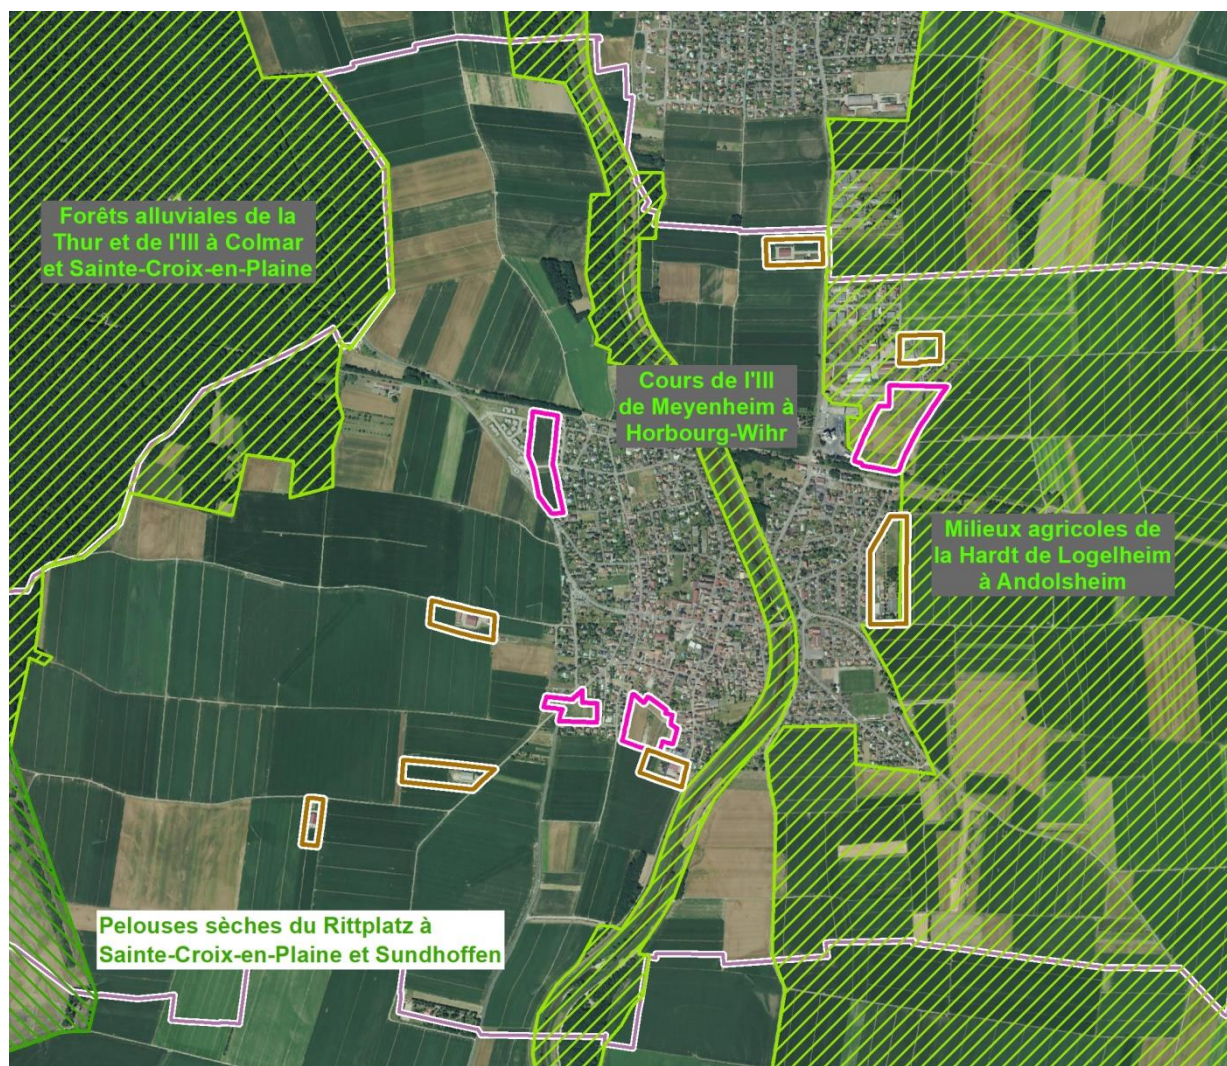 Forêts alluviales de la
Thur et de l'Ill à Colmar
et Sainte-Croix-en-Plaine
Cours de l'Ill
de Meyenheim à
Horbourg-Wihr
Milieux agricoles de
la Hardt de Logelheim
à Andolsheim
Pelouses sèches du Rittplatz à
Sainte-Croix-en-Plaine et Sundhoffen